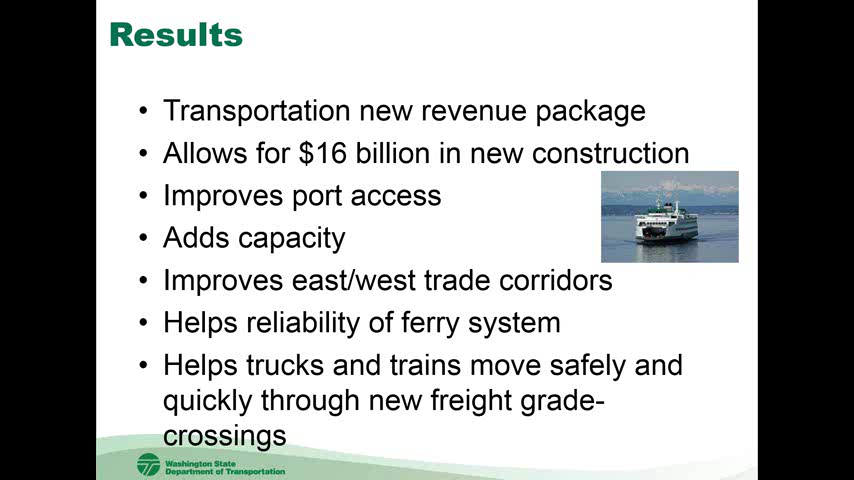 Results
• Transportation new revenue package
• Allows for $16 billion in new construction
• Improves port access
• Adds capacity
• Improves east/west trade corridors
• Helps reliability of ferry system
• Helps trucks and trains move safely and
quickly through new freight grade-
crossings
Washington State
Department of Transportation